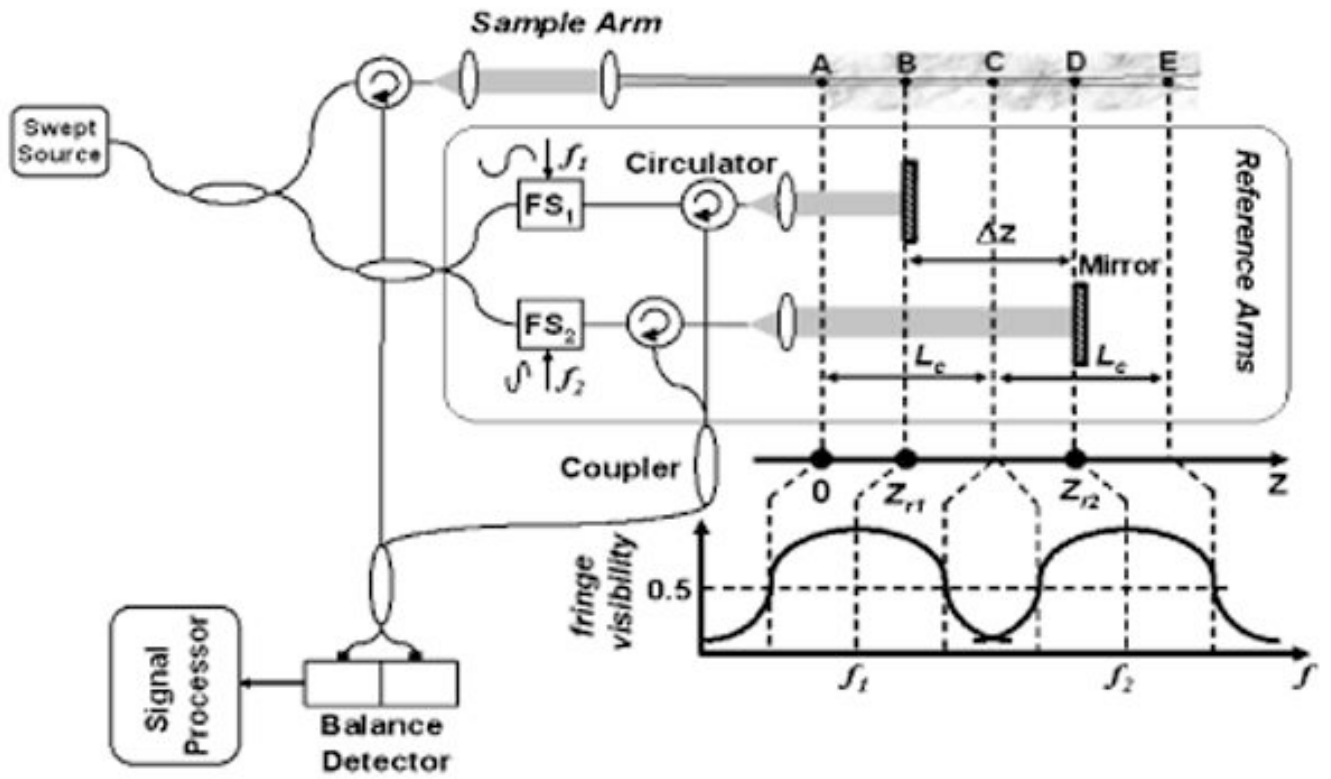 Sample Arm
A B C D E
Swept
Source
f1
Circulator
FS1
Δz
Mirror
Reference Arms
FS2
Lc Lc
f2
Coupler
0 Zr1 Zr2 Z
fringe
visibility
0.5
f1 f2 f
Signal
Processor
Balance
Detector